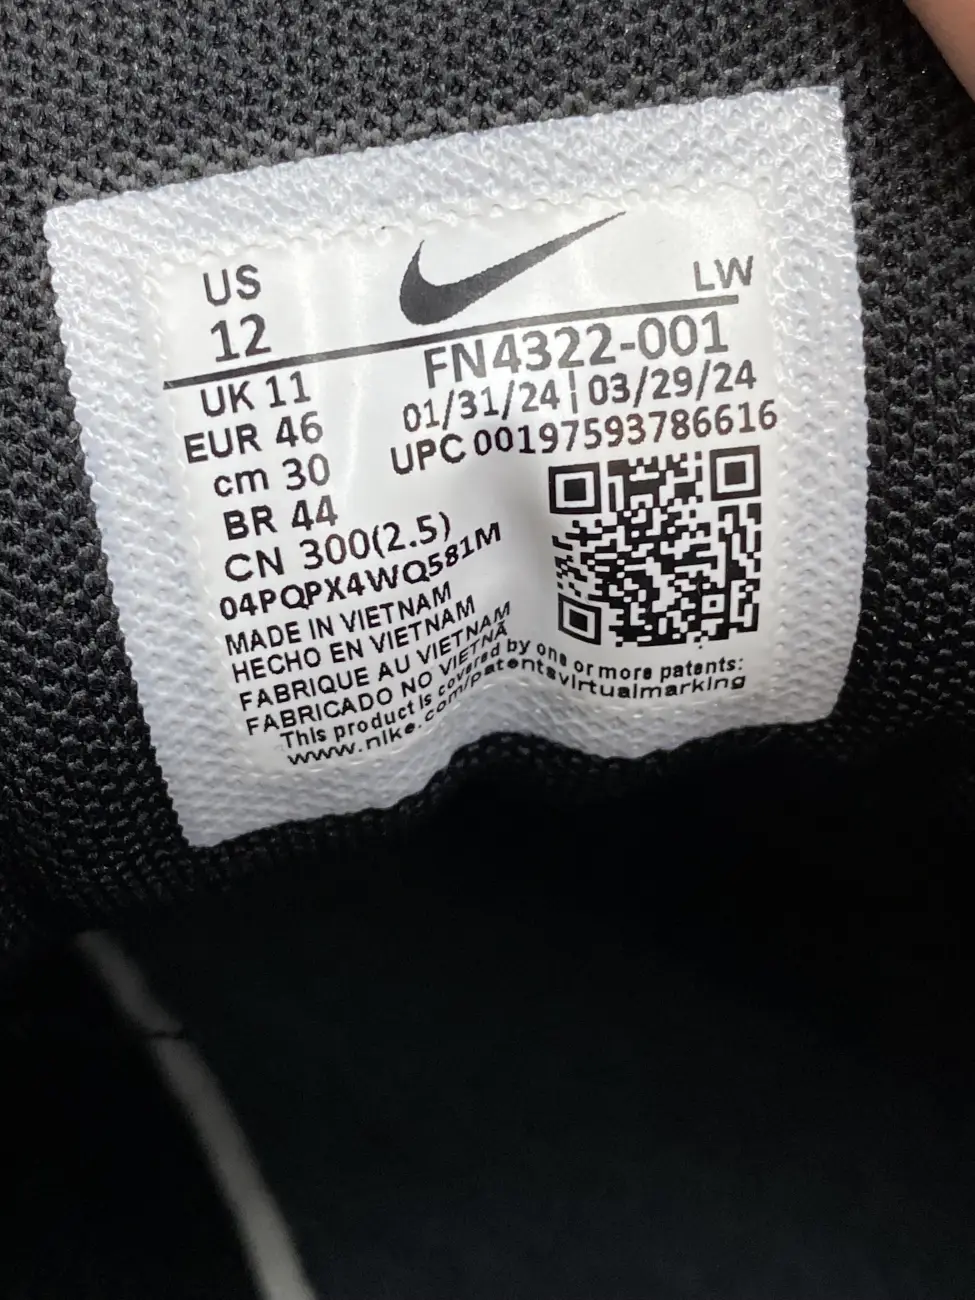 US
12
LW
UK 11
EUR 46
cm 30
BR 44
CN 300(2.5)
FN4322-001
01/31/24 | 03/29/24
UPC 00197593786616
04PQPX4WQ581M
MADE IN VIETNAM
HECHO EN VIETNAM
FABRIQUE AU VIETNAM
FABRICADO NO VIETNÃ
This product is covered by one or more patents:
www.nike.com/patentsvirtualmarking